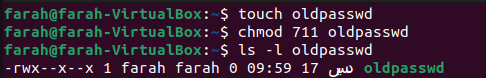 farah@farah-VirtualBox:~$ touch oldpasswd
farah@farah-VirtualBox:~$ chmod 711 oldpasswd
farah@farah-VirtualBox:~$ ls -l oldpasswd
-rwx--x--x 1 farah farah 0 09:59 17 سبت oldpasswd